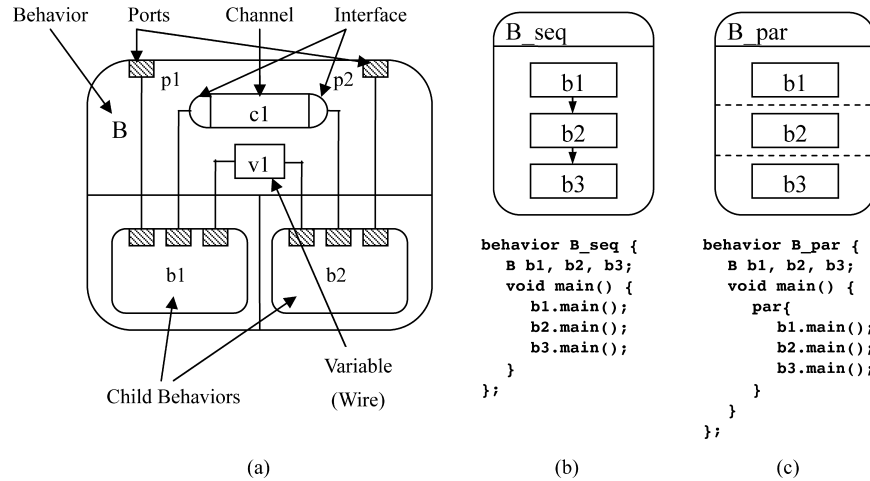 Behavior Ports Channel Interface
p1 p2
B
c1
v1
b1 b2
Child Behaviors
Variable
(Wire)
(a)
B_seq
b1
b2
b3
behavior B_seq {
B b1, b2, b3;
void main() {
b1.main();
b2.main();
b3.main();
}
};
(b)
B_par
b1
b2
b3
behavior B_par {
B b1, b2, b3;
void main() {
par{
b1.main();
b2.main();
b3.main();
}
}
};
(c)